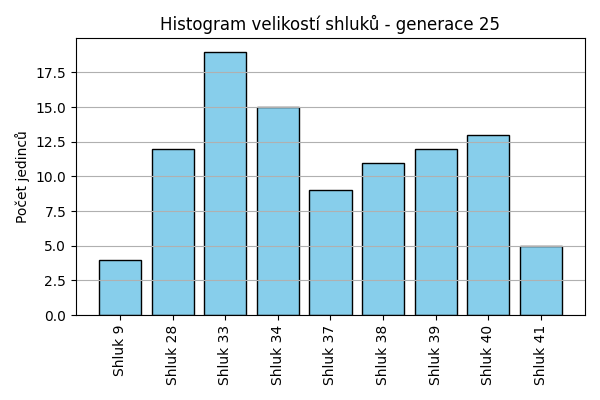 Histogram velikostí shluků - generace 25
Počet jedinců
17.5
15.0
12.5
10.0
7.5
5.0
2.5
0.0
Shluk 9
Shluk 28
Shluk 33
Shluk 34
Shluk 37
Shluk 38
Shluk 39
Shluk 40
Shluk 41